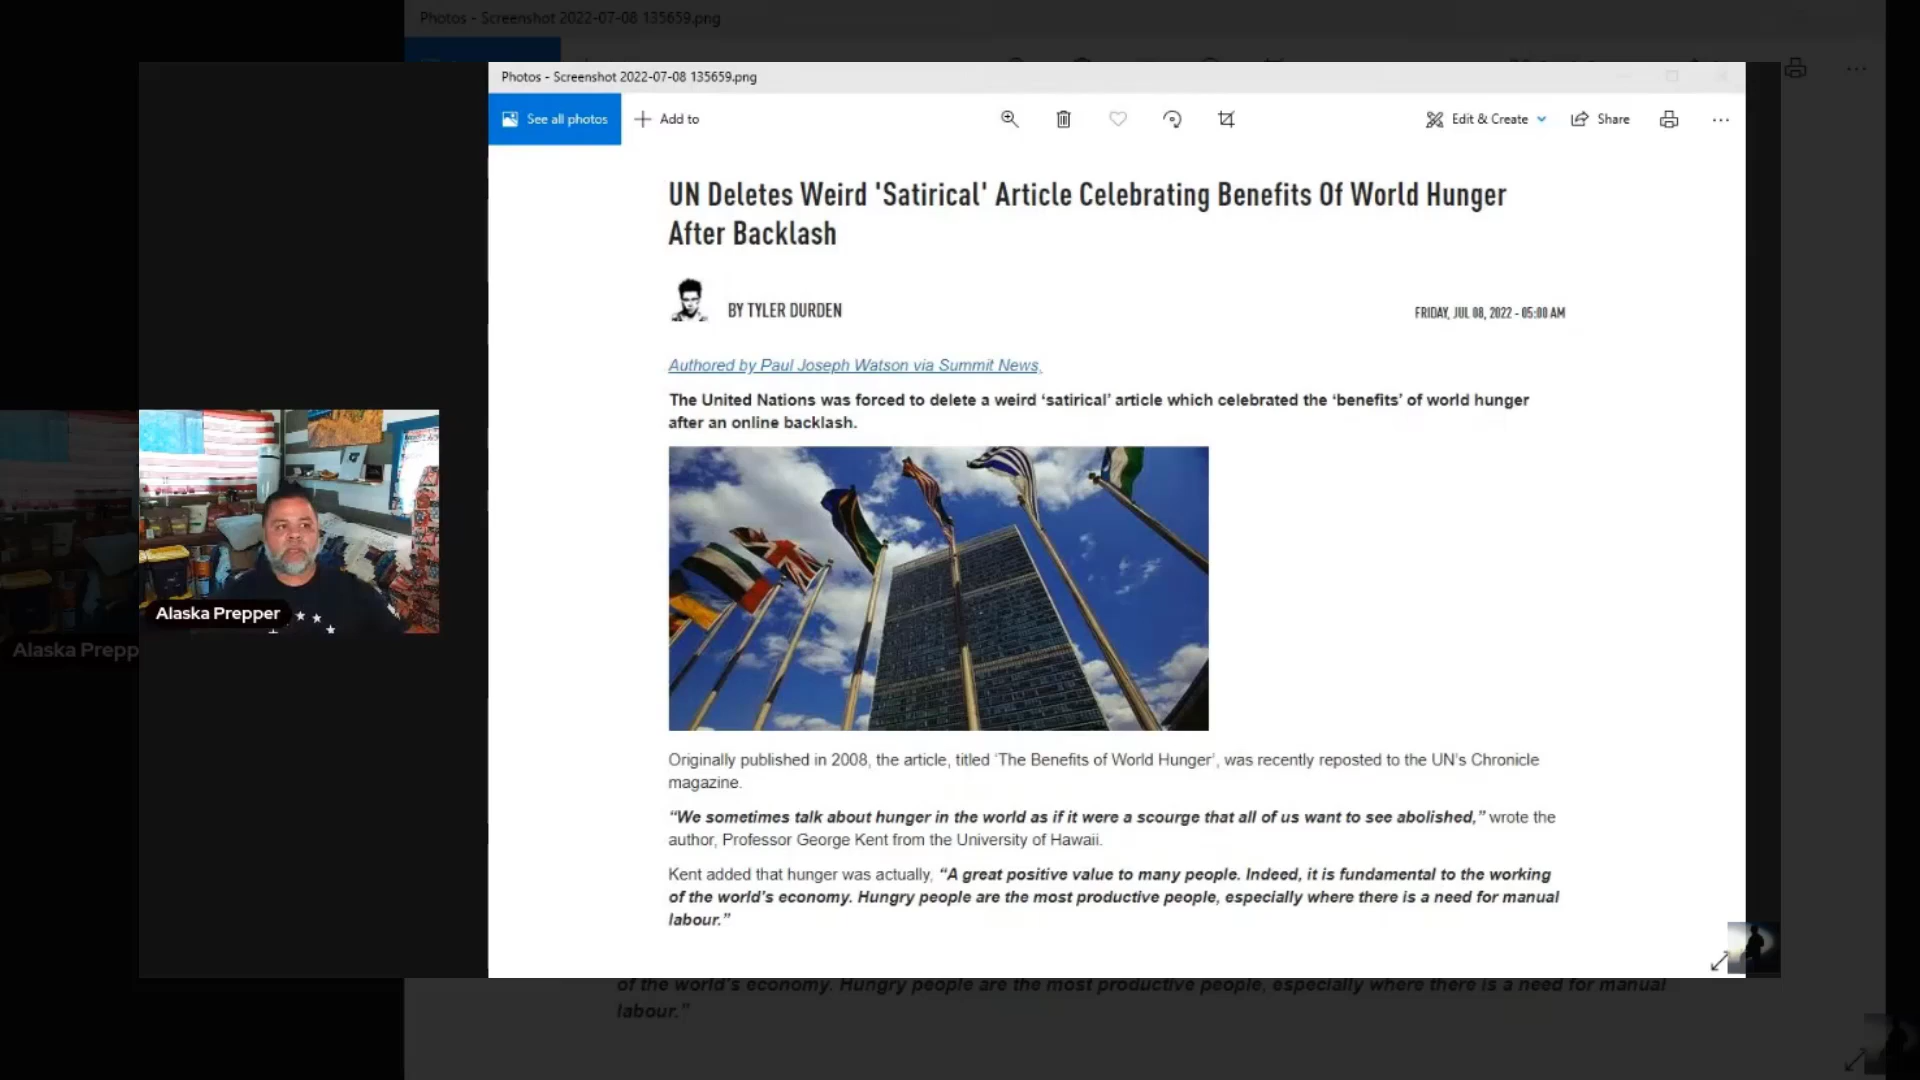 Photos - Screenshot 2022-07-08 135659.png
Photos - Screenshot 2022-07-08 135659.png
See all photos
Add to
Edit & Create
Share
UN Deletes Weird 'Satirical' Article Celebrating Benefits Of World Hunger
After Backlash
BY TYLER DURDEN
FRIDAY, JUL 08, 2022 - 05:00 AM
Authored by Paul Joseph Watson via Summit News,
The United Nations was forced to delete a weird ‘satirical’ article which celebrated the ‘benefits’ of world hunger
after an online backlash.
Alaska Prepper
Alaska Prepp
Originally published in 2008, the article, titled ‘The Benefits of World Hunger’, was recently reposted to the UN’s Chronicle
magazine.
“We sometimes talk about hunger in the world as if it were a scourge that all of us want to see abolished,” wrote the
author, Professor George Kent from the University of Hawaii.
Kent added that hunger was actually, “A great positive value to many people. Indeed, it is fundamental to the working
of the world’s economy. Hungry people are the most productive people, especially where there is a need for manual
labour.”
of the world's economy. Hungry people are the most productive people, especially where there is a need for manual
labour.”